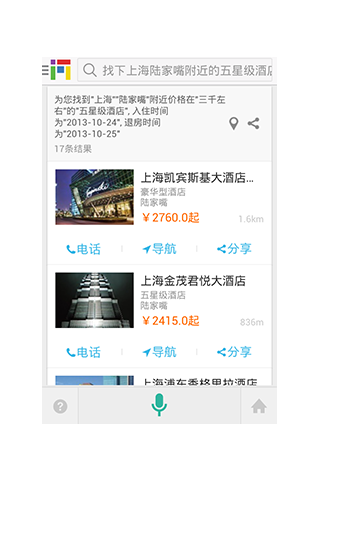 找下上海陆家嘴附近的五星级酒店
为您找到"上海""陆家嘴"附近价格在"三千左
右"的"五星级酒店", 入住时间
为"2013-10-24", 退房时间
为"2013-10-25"
17条结果
上海凯宾斯基大酒店...
豪华型酒店
陆家嘴
¥2760.0起
1.6km
电话
导航
分享
上海金茂君悦大酒店
五星级酒店
陆家嘴
¥2415.0起
836m
电话
导航
分享
上海浦东香格里拉酒店
?